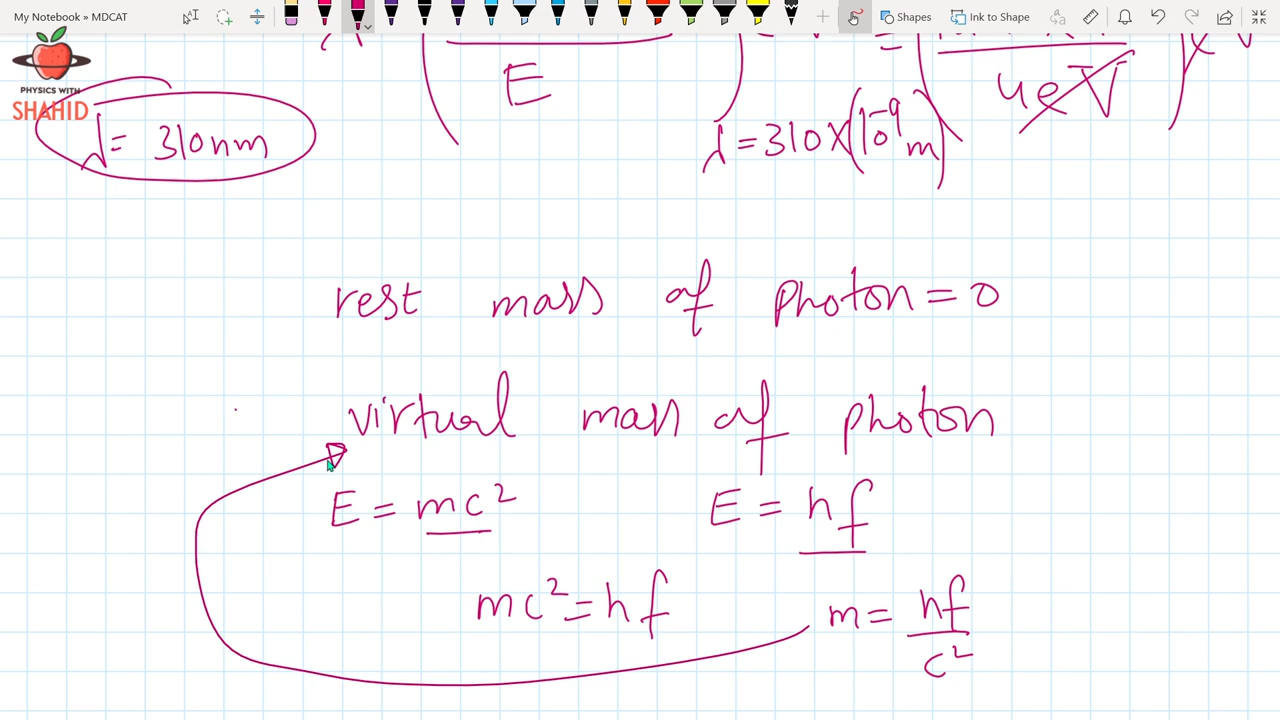 My Notebook » MDCAT
Shapes
Ink to Shape
PHYSICS WITH
SHAHID
E
4eV
λ = 310nm
λ = 310 × (10⁻⁹ m)
rest mass of photon = 0
virtual mass of photon
E = mc²
E = hf
mc² = hf
m = hf / c²